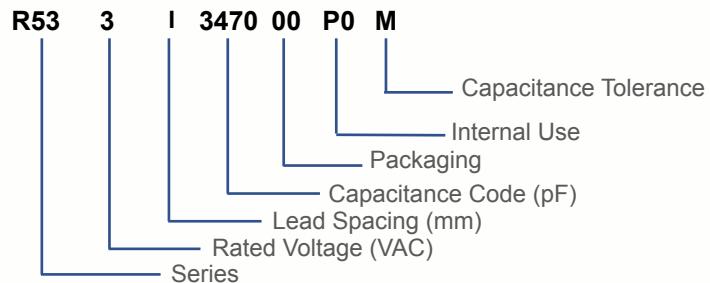 R53 3 I 3470 00 P0 M
Capacitance Tolerance
Internal Use
Packaging
Capacitance Code (pF)
Lead Spacing (mm)
Rated Voltage (VAC)
Series